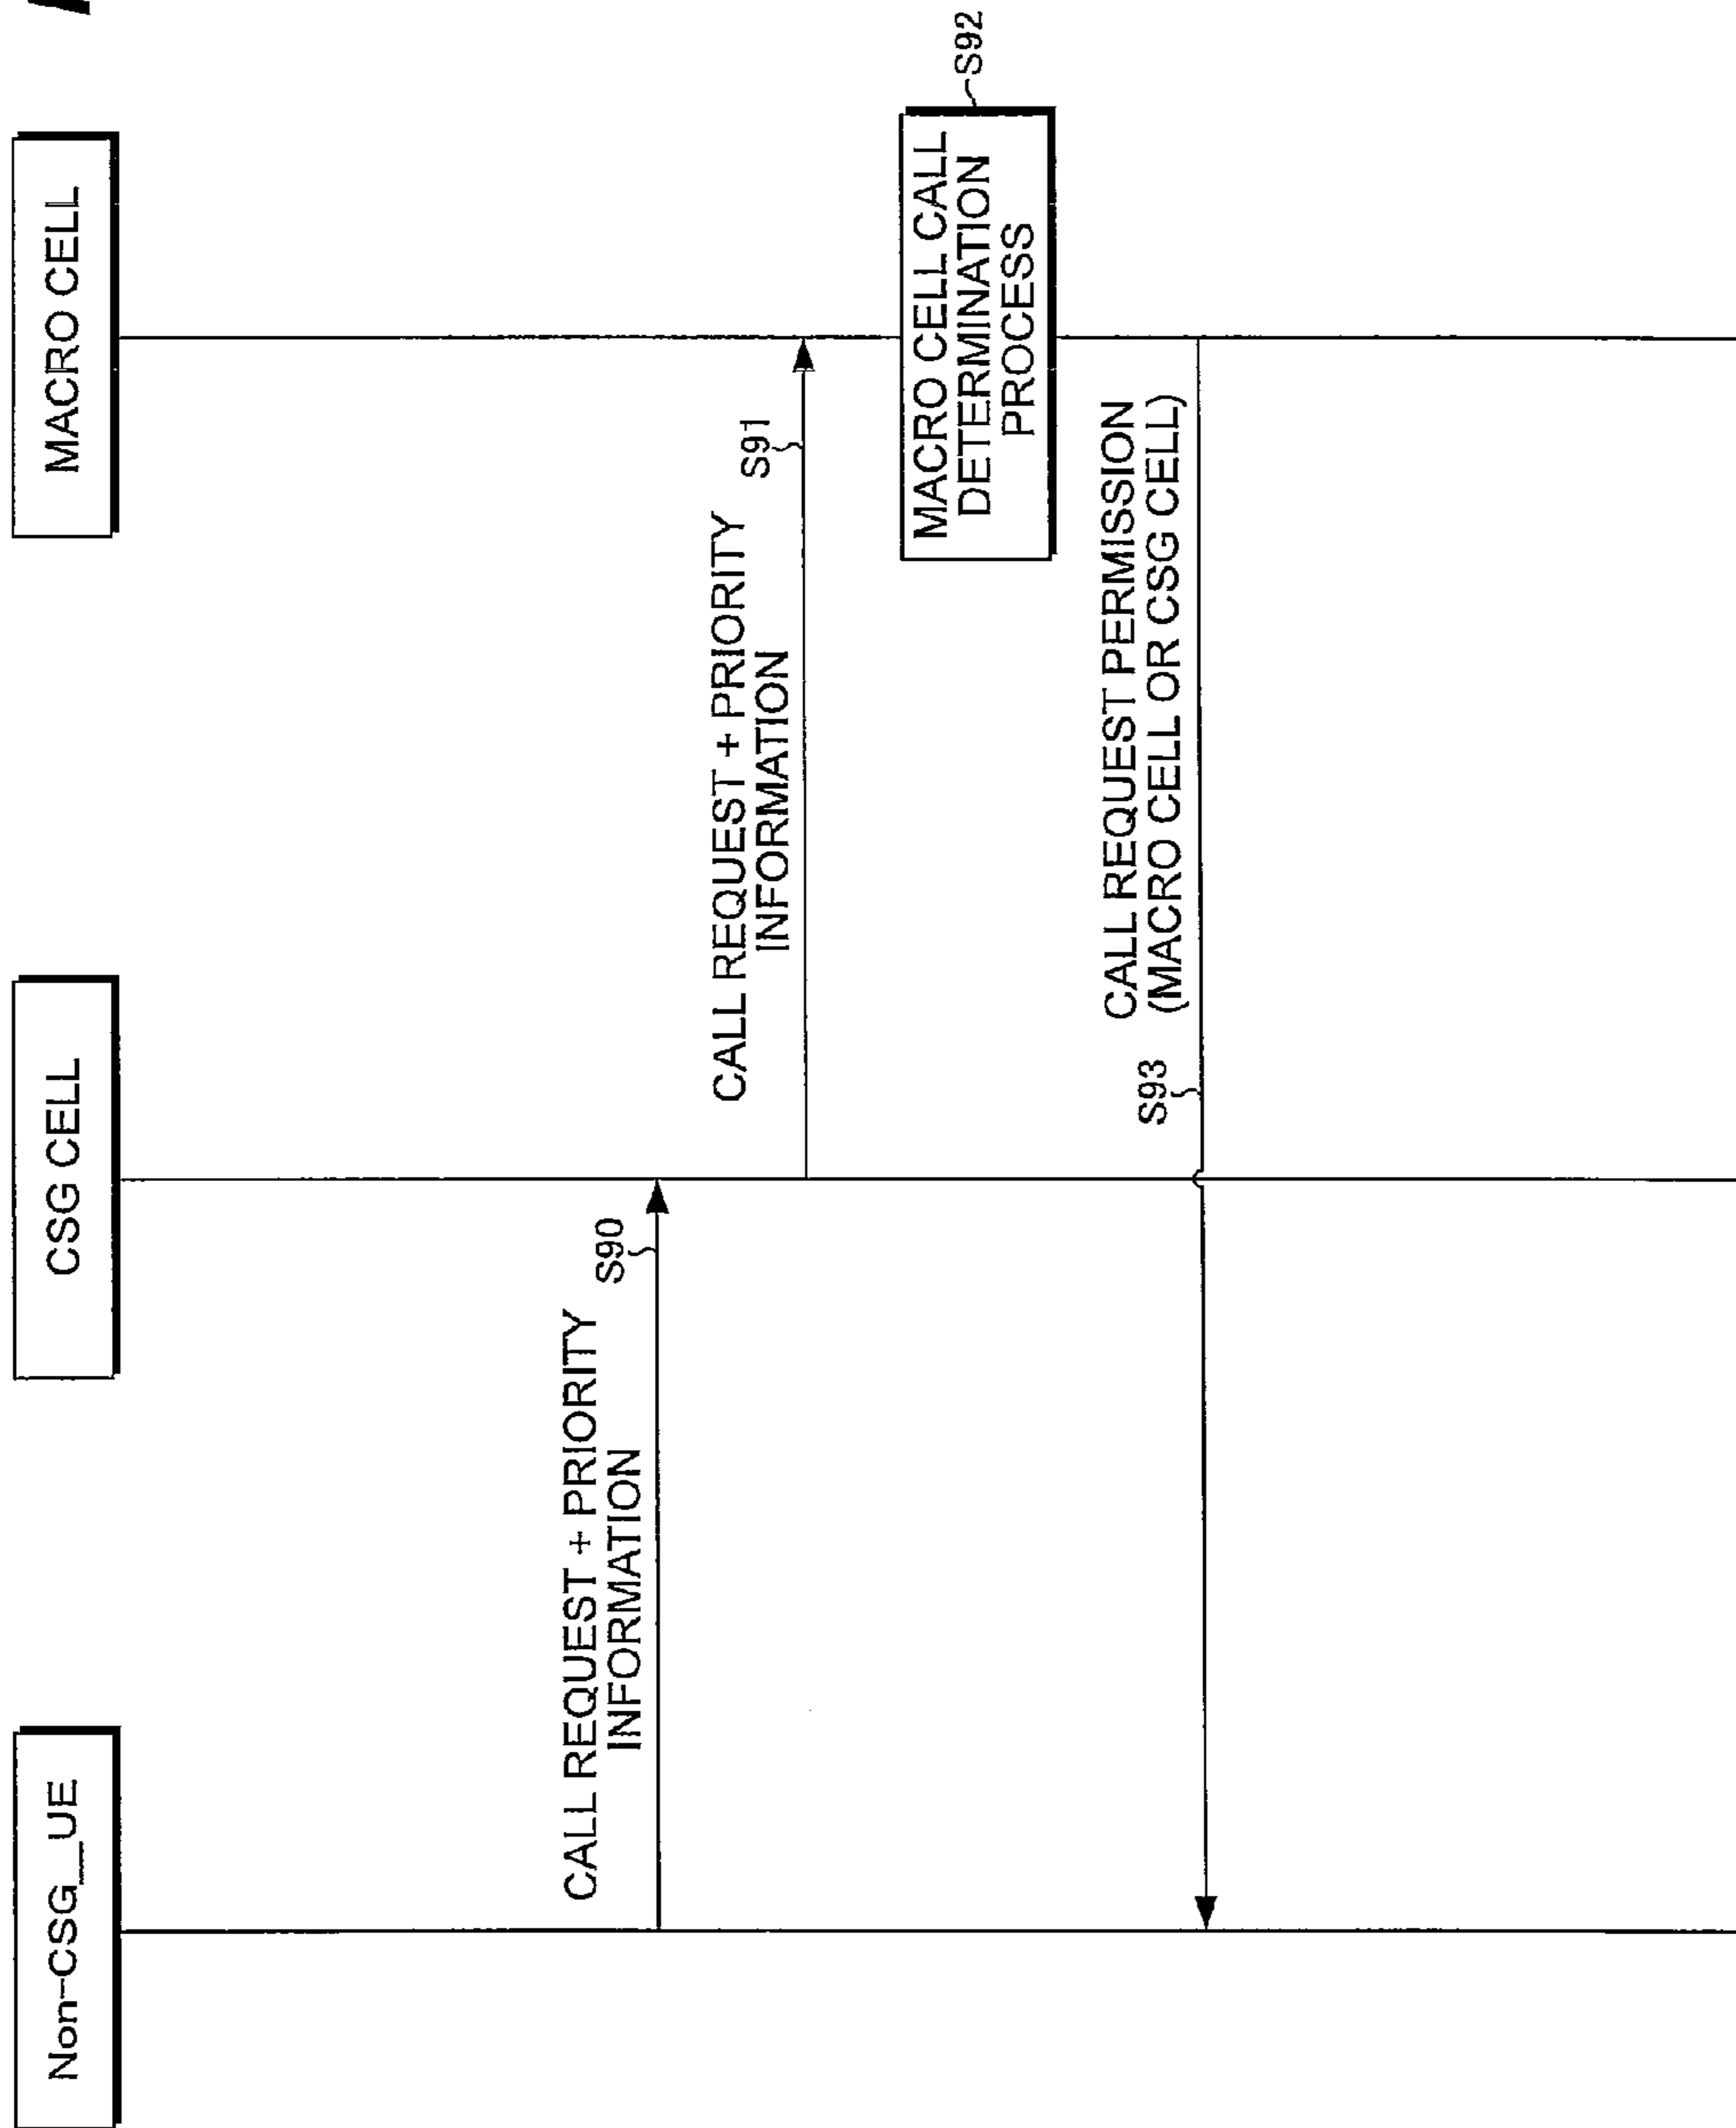 Non-CSG_UE
CSG CELL
MACRO CELL
CALL REQUEST + PRIORITY
INFORMATION
S90
CALL REQUEST + PRIORITY
INFORMATION
S91
MACRO CELL CALL
DETERMINATION
PROCESS
S92
CALL REQUEST PERMISSION
(MACRO CELL OR CSG CELL)
S93